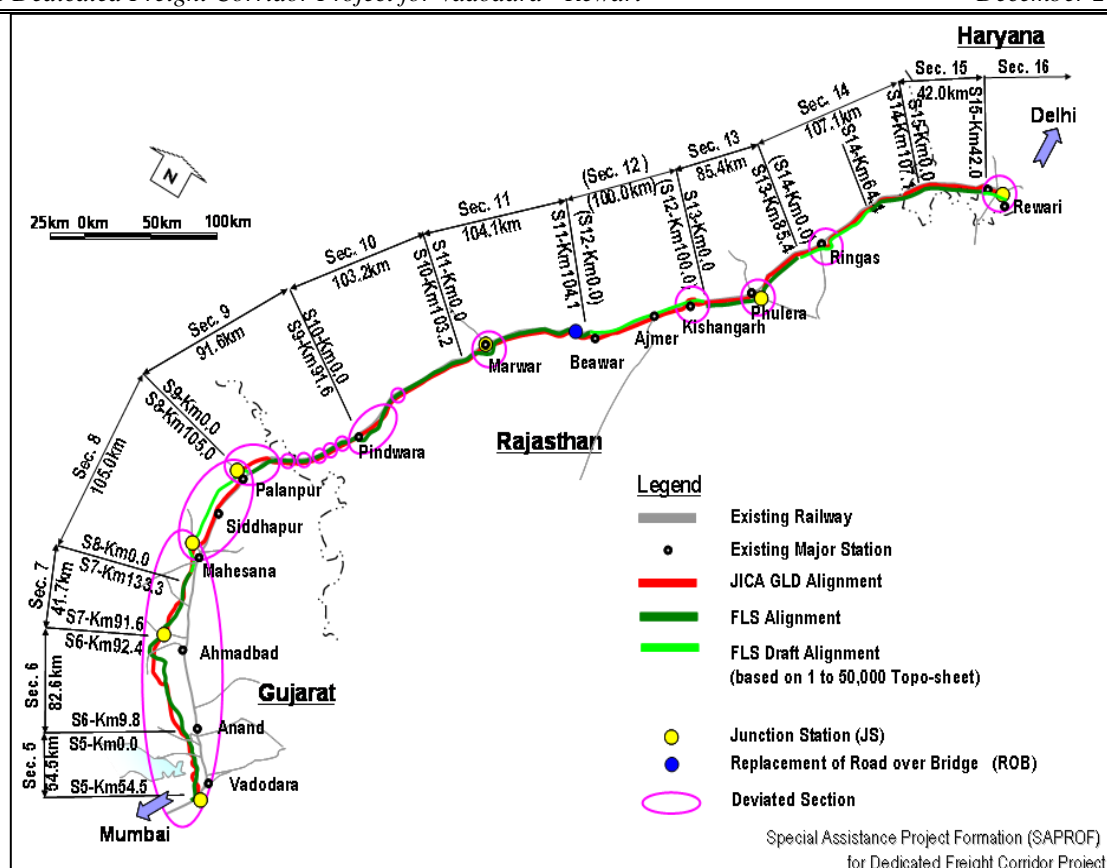 Dedicated Freight Corridor Project for Vadodara - Rewari
December 2
Haryana
Sec. 15
Sec. 16
42.0km
Delhi
Sec. 14
107.1km
S15-Km42.0
S15-Km0.0
S14-Km107.1
S14-Km64.
Rewari
Sec. 13
85.4km
(S14-Km0.0)
S13-Km85.4
Ringas
(Sec. 12)
(100.0km)
S13-Km0.0
(S12-Km100.0)
Phulera
Kishangarh
Ajmer
Sec. 11
104.1km
(S12-Km0.0)
S11-Km104.1
Beawar
N
25km 0km 50km 100km
Sec. 10
103.2km
S11-Km0.0
S10-Km103.2
Marwar
Sec. 9
91.6km
S10-Km0.0
S9-Km91.6
Pindwara
Rajasthan
S9-Km0.0
S8-Km105.0
Sec. 8
105.0km
Palanpur
Siddhapur
Mahesana
S8-Km0.0
S7-Km133.3
Sec. 7
41.7km
S7-Km91.6
S6-Km92.4
Ahmadbad
Sec. 6
82.6km
Gujarat
S6-Km9.8
S5-Km0.0
Anand
Sec. 5
54.5km
S5-Km54.5
Vadodara
Mumbai
Legend
Existing Railway
Existing Major Station
JICA GLD Alignment
FLS Alignment
FLS Draft Alignment
(based on 1 to 50,000 Topo-sheet)
Junction Station (JS)
Replacement of Road over Bridge (ROB)
Deviated Section
Special Assistance Project Formation (SAPROF)
for Dedicated Freight Corridor Project